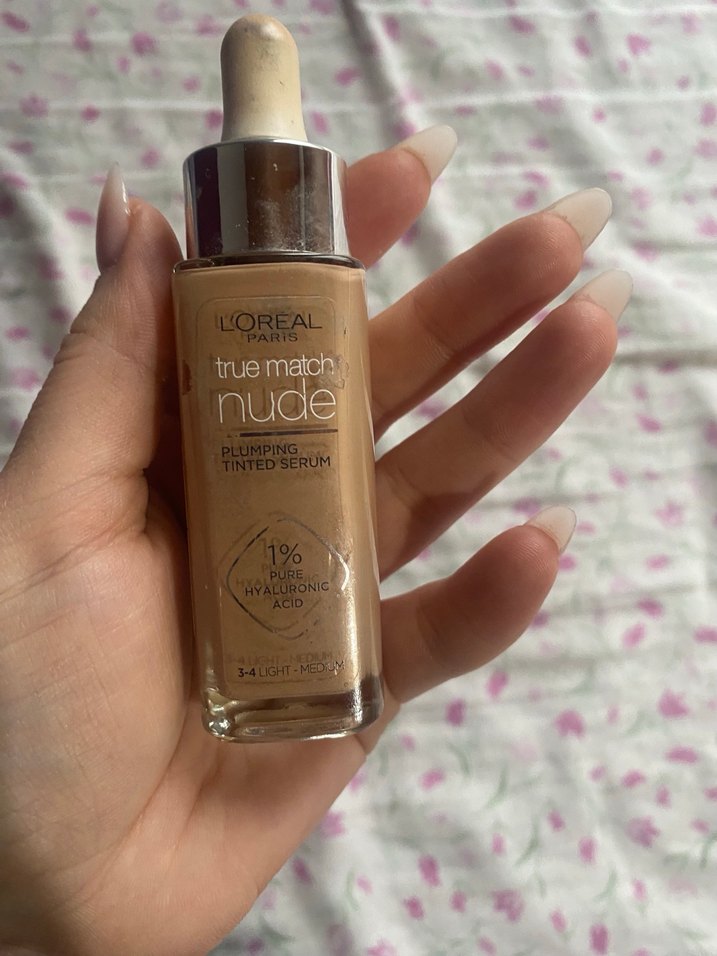 L'ORÉAL
PARIS
true match
nude
PLUMPING
TINTED SERUM
1%
PURE
HYALURONIC
ACID
3-4 LIGHT - MEDIUM